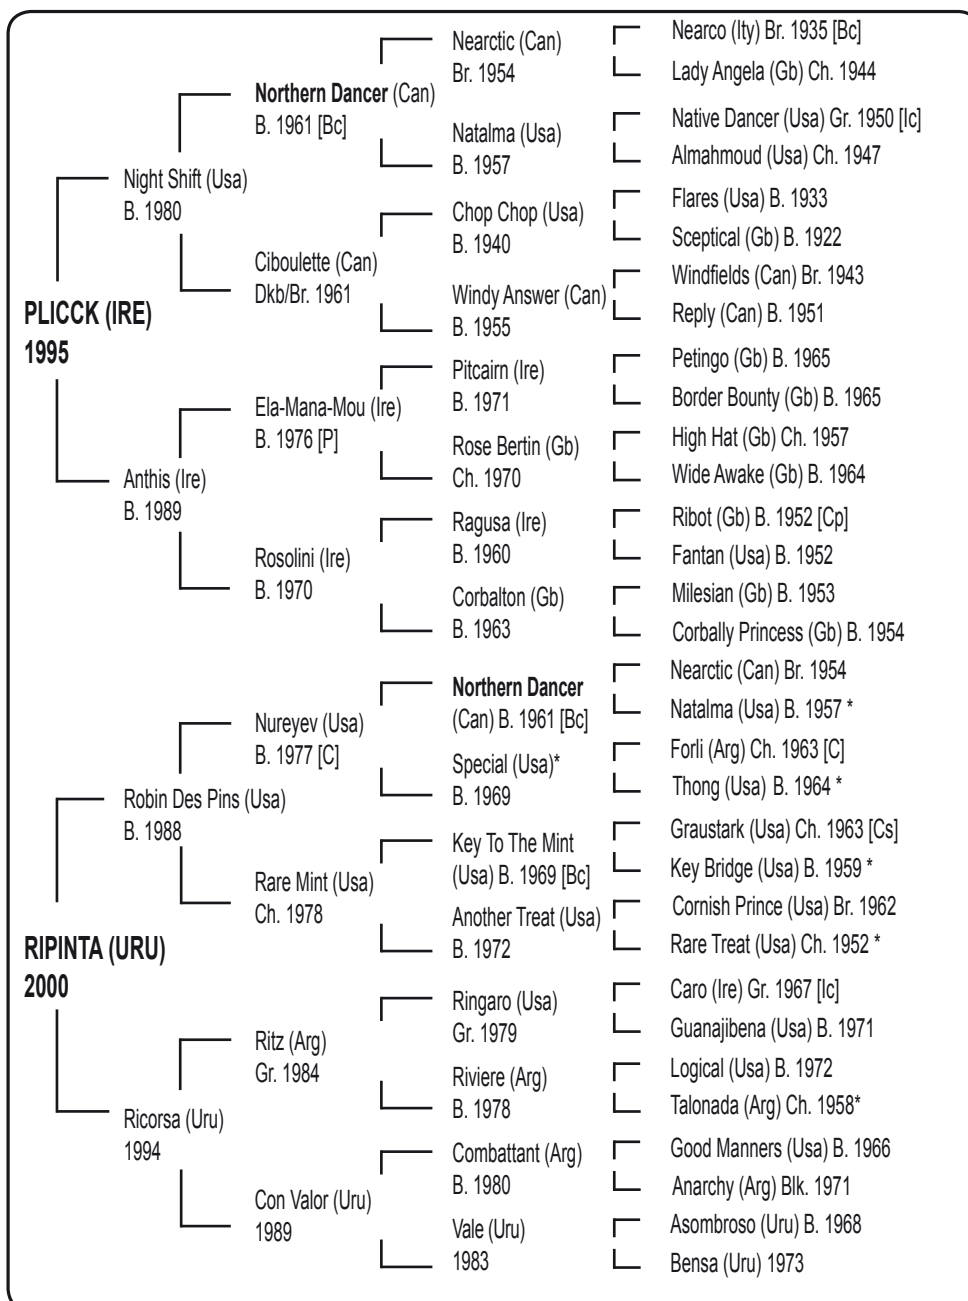 Nearctic (Can)
Br. 1954
Nearco (Ity) Br. 1935 [Bc]
Lady Angela (Gb) Ch. 1944
Northern Dancer (Can)
B. 1961 [Bc]
Natalma (Usa)
B. 1957
Native Dancer (Usa) Gr. 1950 [Ic]
Almahmoud (Usa) Ch. 1947
Night Shift (Usa)
B. 1980
Chop Chop (Usa)
B. 1940
Flares (Usa) B. 1933
Sceptical (Gb) B. 1922
Ciboulette (Can)
Dkb/Br. 1961
Windy Answer (Can)
B. 1955
Windfields (Can) Br. 1943
Reply (Can) B. 1951
PLICCK (IRE)
1995
Pitcairn (Ire)
B. 1971
Petingo (Gb) B. 1965
Border Bounty (Gb) B. 1965
Ela-Mana-Mou (Ire)
B. 1976 [P]
Rose Bertin (Gb)
Ch. 1970
High Hat (Gb) Ch. 1957
Wide Awake (Gb) B. 1964
Anthis (Ire)
B. 1989
Ragusa (Ire)
B. 1960
Ribot (Gb) B. 1952 [Cp]
Fantan (Usa) B. 1952
Rosolini (Ire)
B. 1970
Corbalton (Gb)
B. 1963
Milesian (Gb) B. 1953
Corbally Princess (Gb) B. 1954
Northern Dancer
(Can) B. 1961 [Bc]
Nearctic (Can) Br. 1954
Natalma (Usa) B. 1957 *
Nureyev (Usa)
B. 1977 [C]
Special (Usa)*
B. 1969
Forli (Arg) Ch. 1963 [C]
Thong (Usa) B. 1964 *
Robin Des Pins (Usa)
B. 1988
Key To The Mint
(Usa) B. 1969 [Bc]
Graustark (Usa) Ch. 1963 [Cs]
Key Bridge (Usa) B. 1959 *
Rare Mint (Usa)
Ch. 1978
Another Treat (Usa)
B. 1972
Cornish Prince (Usa) Br. 1962
Rare Treat (Usa) Ch. 1952 *
RIPINTA (URU)
2000
Ringaro (Usa)
Gr. 1979
Caro (Ire) Gr. 1967 [Ic]
Guanajibena (Usa) B. 1971
Ritz (Arg)
Gr. 1984
Riviere (Arg)
B. 1978
Logical (Usa) B. 1972
Talonada (Arg) Ch. 1958*
Ricorsa (Uru)
1994
Combattant (Arg)
B. 1980
Good Manners (Usa) B. 1966
Anarchy (Arg) Blk. 1971
Con Valor (Uru)
1989
Vale (Uru)
1983
Asombroso (Uru) B. 1968
Bensa (Uru) 1973